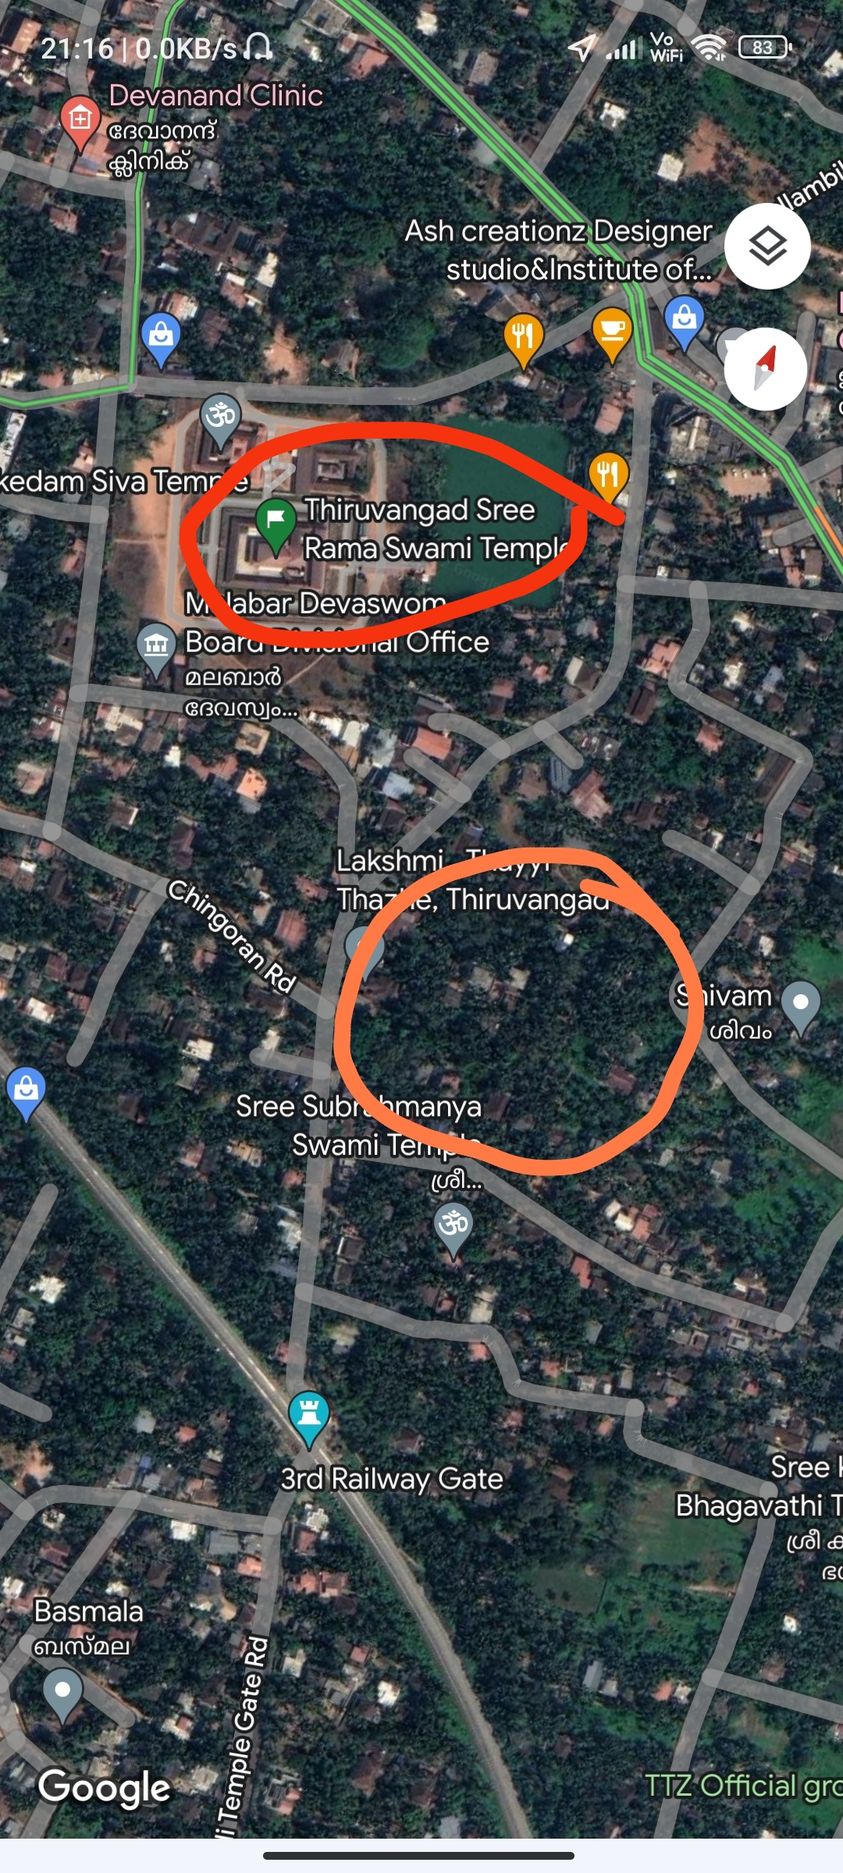 21:16 | 0.0KB/s
Vo
WiFi
83
Devanand Clinic
ദേവാനന്ദ്
ക്ലിനിക്
Ash creationz Designer
studio&Institute of...
kedam Siva Temple
Thiruvangad Sree
Rama Swami Temple
Malabar Devaswom
Board Divisional Office
മലബാർ
ദേവസ്വം...
Lakshmi, Thayyi
Thazhe, Thiruvangad
Chingoran Rd
Shivam
ശിവം
Sree Subrahmanya
Swami Temple
ശ്രീ...
3rd Railway Gate
Sree
Bhagavathi T
ശ്രീ ക
Basmala
ബസ്മല
li Temple Gate Rd
Google
TTZ Official gro